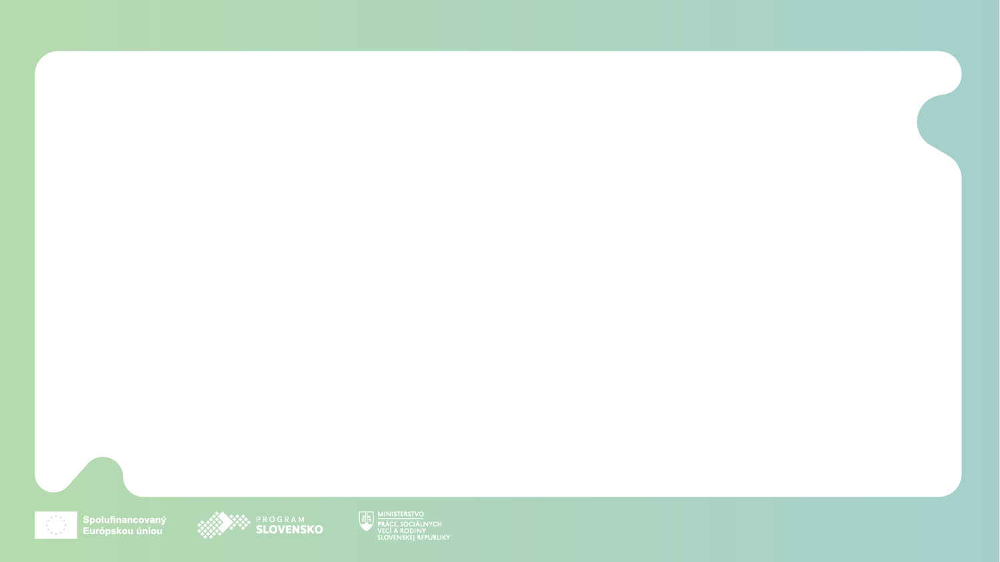 Spolufinancovaný
Európskou úniou
PROGRAM
SLOVENSKO
MINISTERSTVO
PRÁCE, SOCIÁLNYCH
VECÍ A RODINY
SLOVENSKEJ REPUBLIKY